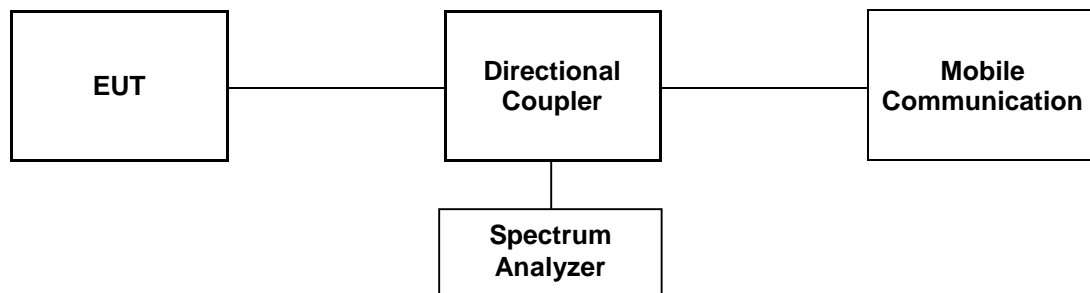 EUT
Directional
Coupler
Mobile
Communication
Spectrum
Analyzer